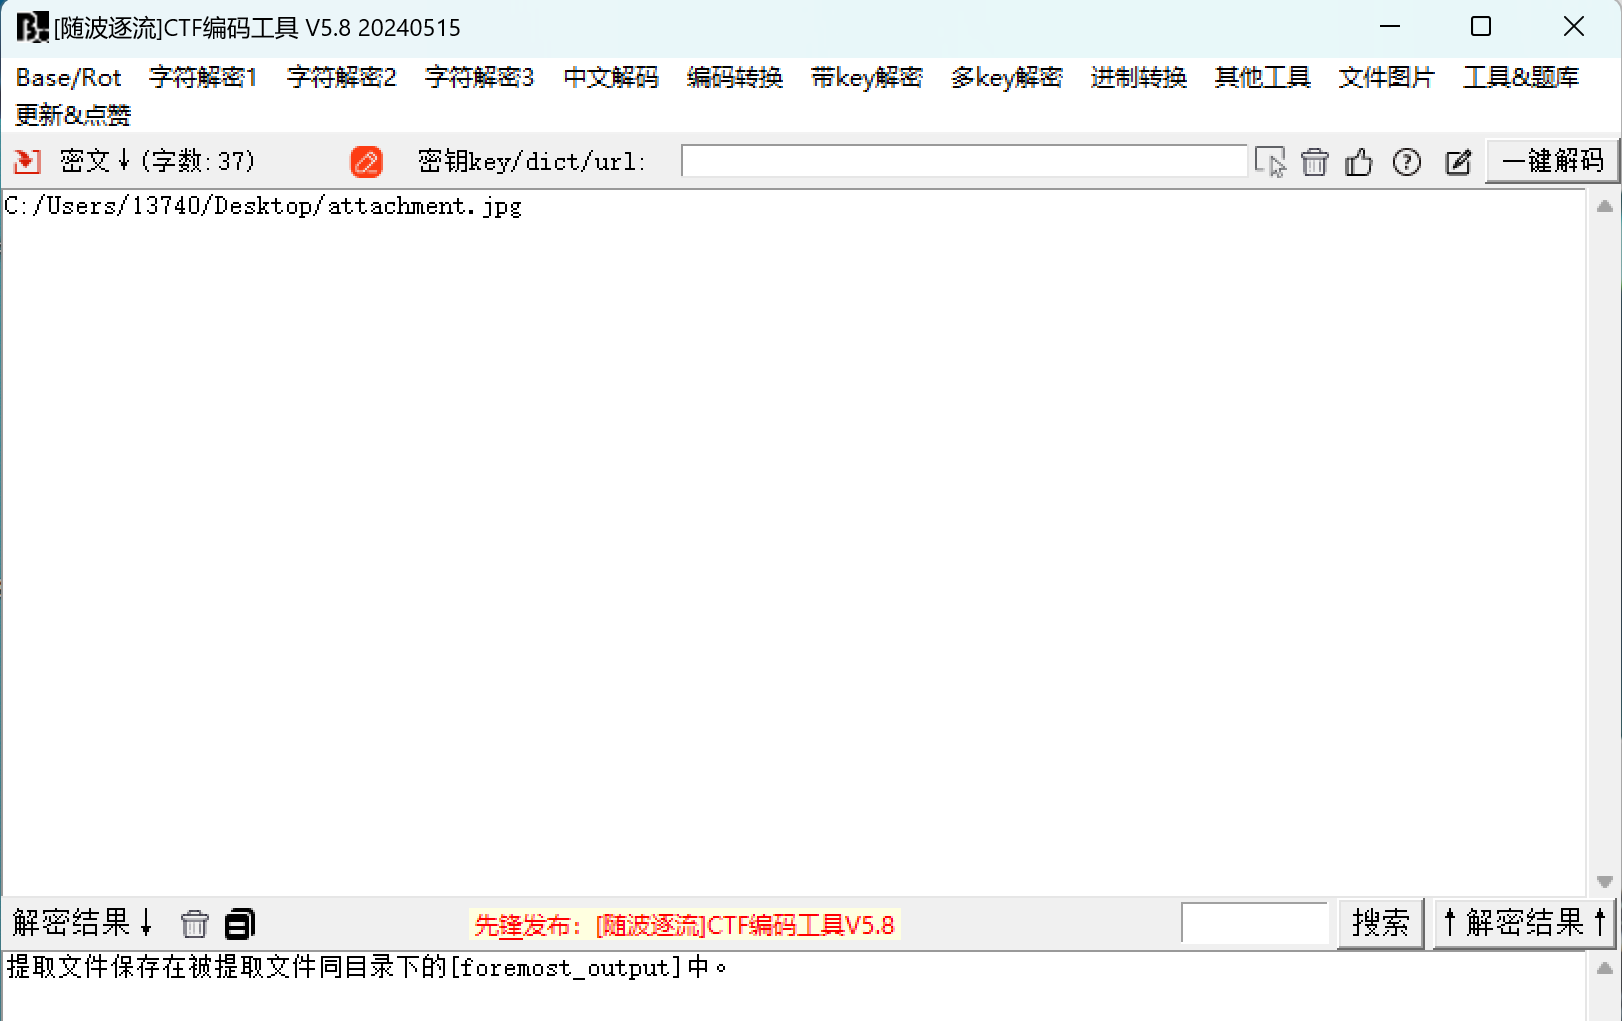 [随波逐流]CTF编码工具 V5.8 20240515
Base/Rot 字符解密1 字符解密2 字符解密3 中文解码 编码转换 带key解密 多key解密 进制转换 其他工具 文件图片 工具&题库
更新&点赞
密文↓(字数:37) 密钥key/dict/url: 一键解码
C:/Users/13740/Desktop/attachment.jpg
解密结果↓ 先锋发布：[随波逐流]CTF编码工具V5.8 搜索 ↑解密结果↑
提取文件保存在被提取文件同目录下的[foremost_output]中。